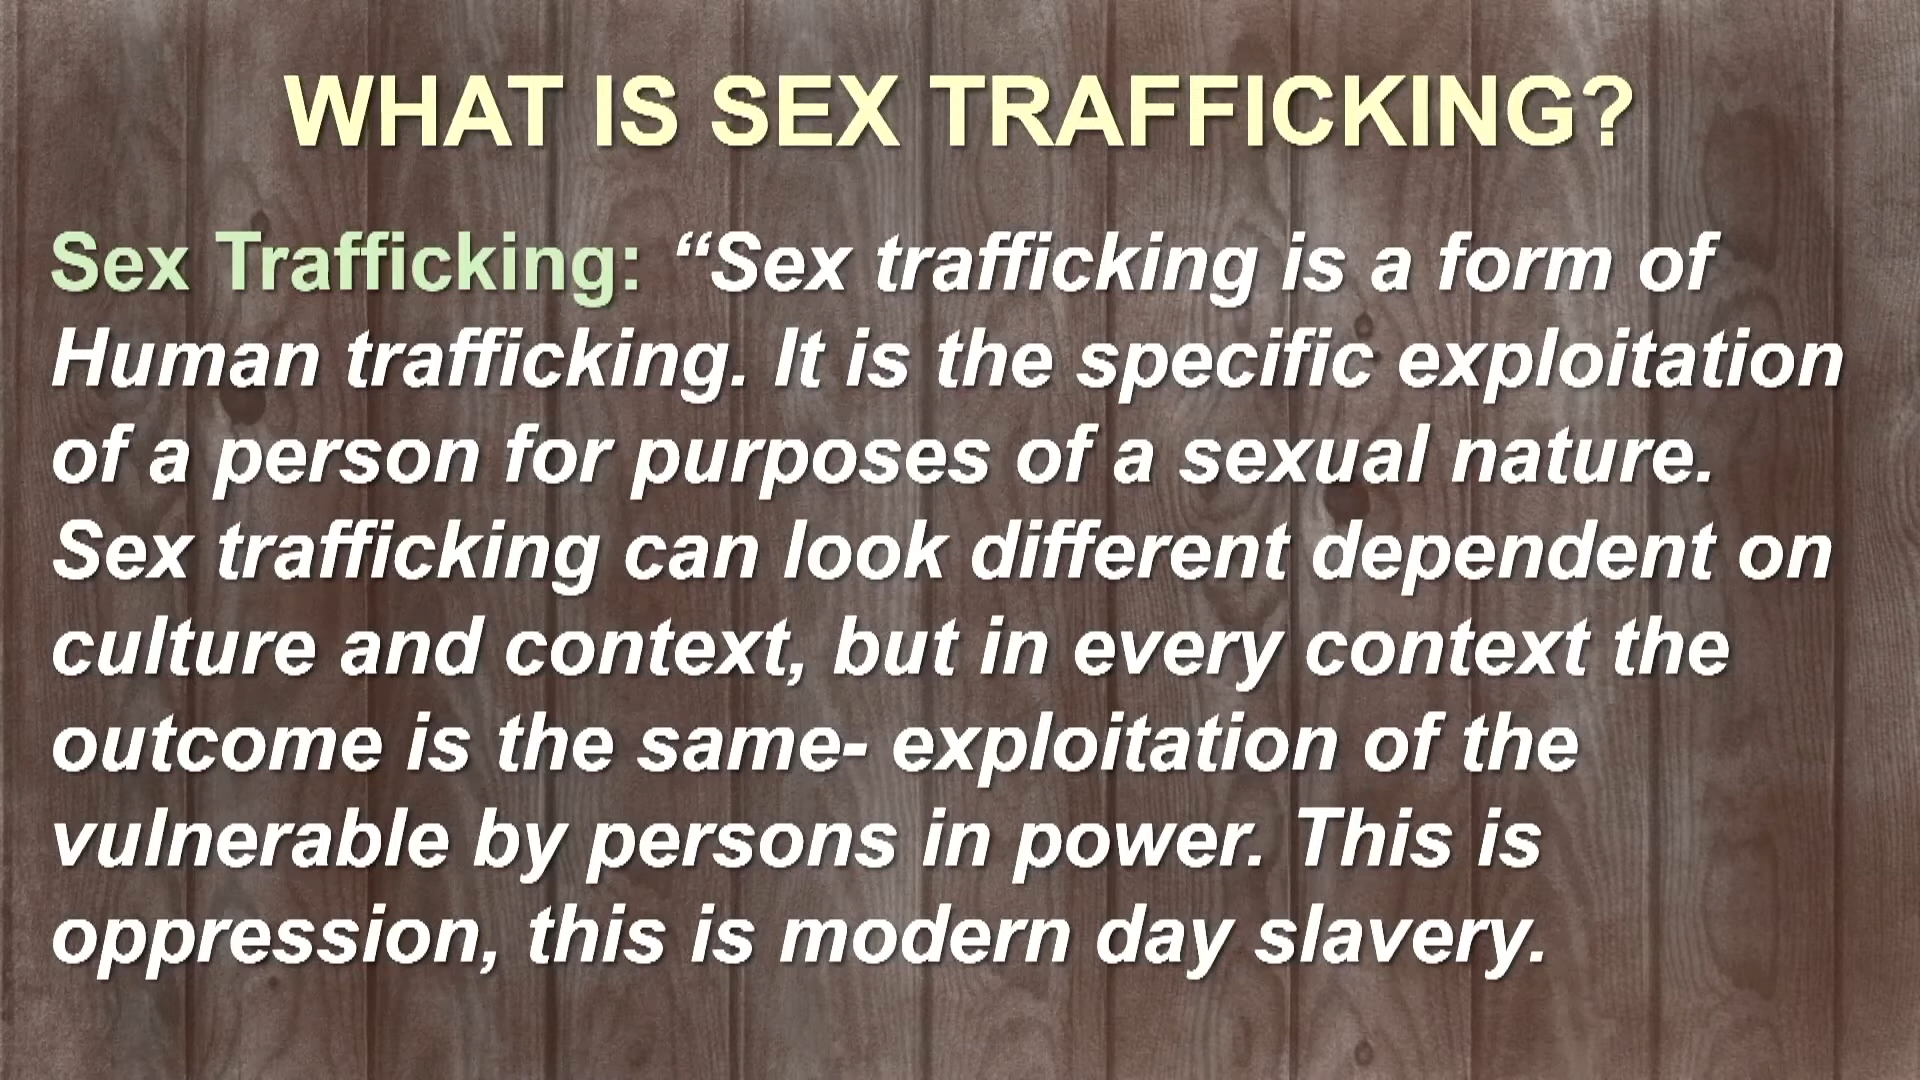 WHAT IS SEX TRAFFICKING?
Sex Trafficking: “Sex trafficking is a form of
Human trafficking. It is the specific exploitation
of a person for purposes of a sexual nature.
Sex trafficking can look different dependent on
culture and context, but in every context the
outcome is the same- exploitation of the
vulnerable by persons in power. This is
oppression, this is modern day slavery.